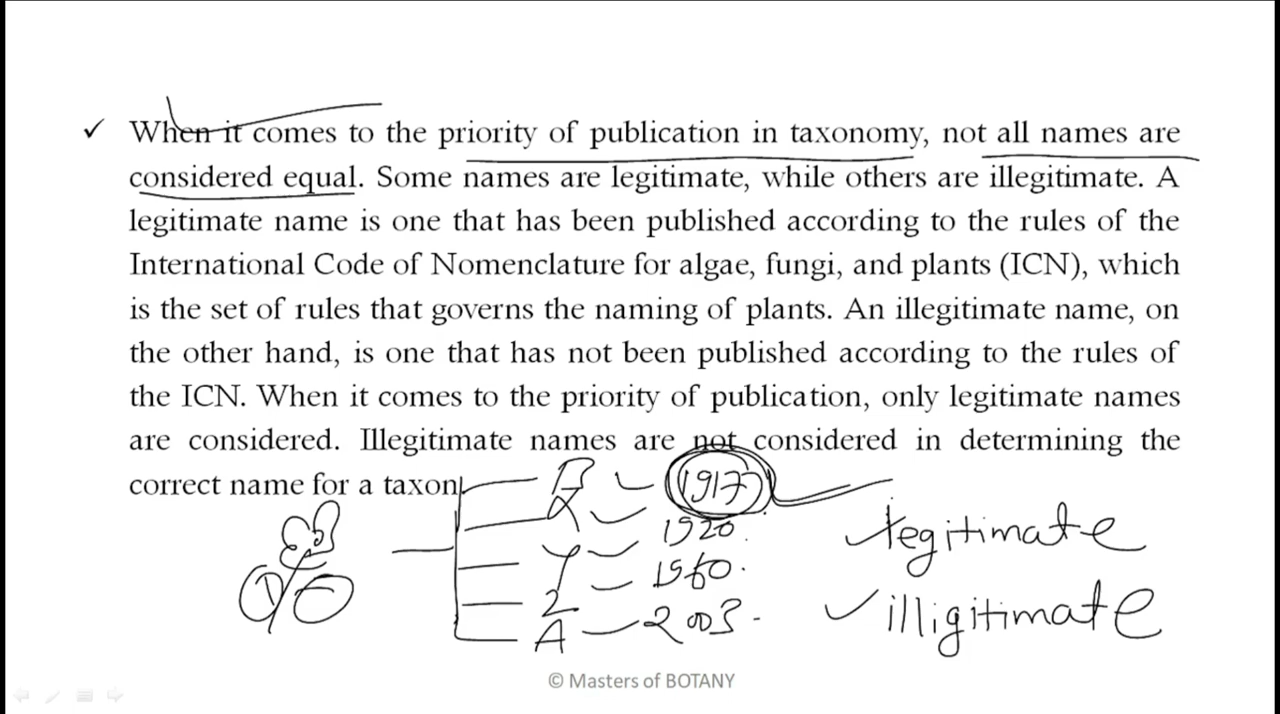 ✓ When it comes to the priority of publication in taxonomy, not all names are
considered equal. Some names are legitimate, while others are illegitimate. A
legitimate name is one that has been published according to the rules of the
International Code of Nomenclature for algae, fungi, and plants (ICN), which
is the set of rules that governs the naming of plants. An illegitimate name, on
the other hand, is one that has not been published according to the rules of
the ICN. When it comes to the priority of publication, only legitimate names
are considered. Illegitimate names are not considered in determining the
correct name for a taxon.
1917
X 1920
legitimate
Y 1960
Z
illigitimate
A 2003
© Masters of BOTANY